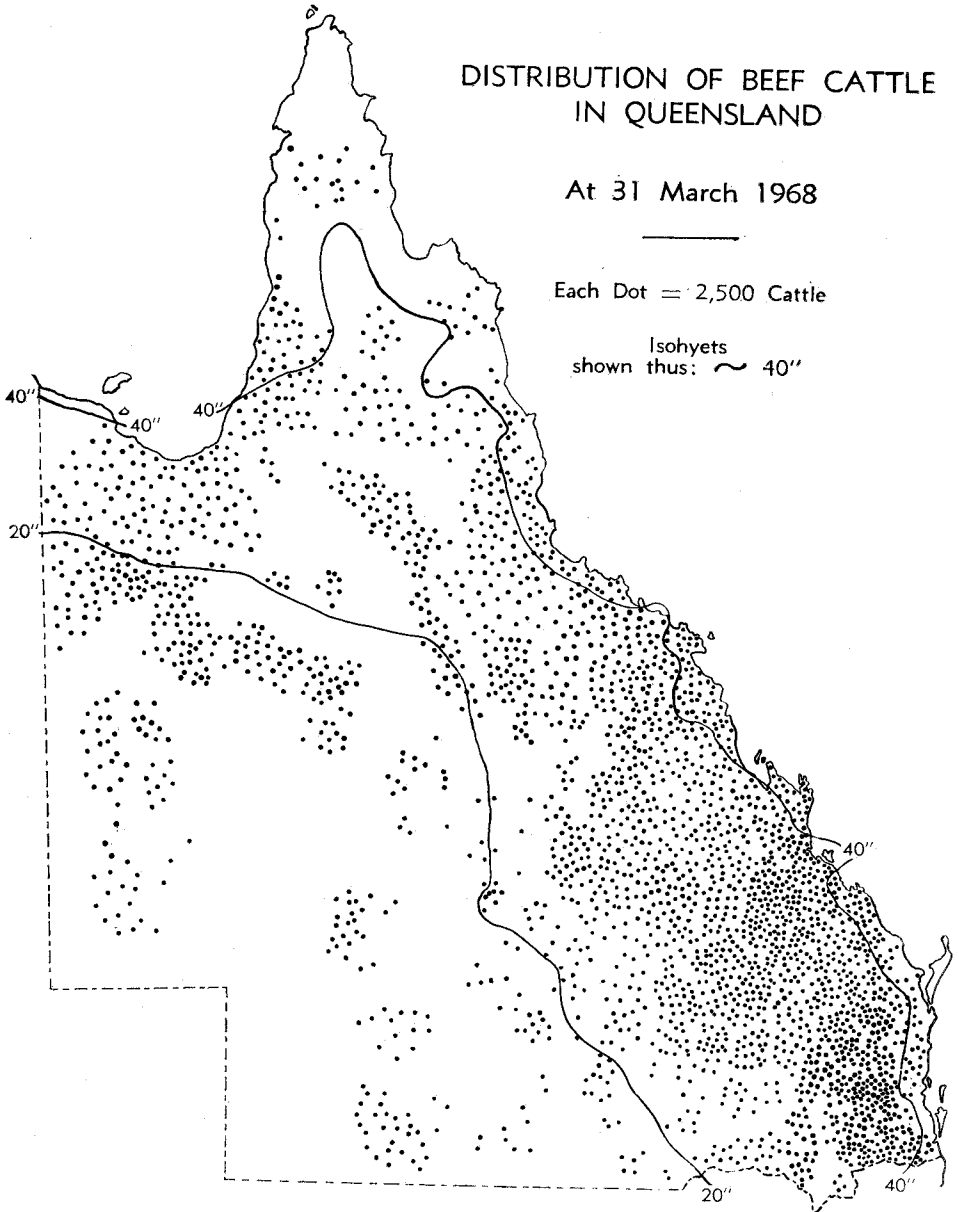 DISTRIBUTION OF BEEF CATTLE
IN QUEENSLAND
At 31 March 1968
Each Dot = 2,500 Cattle
Isohyets
shown thus: ~ 40"
40"
40"
40"
20"
40"
20"
40"